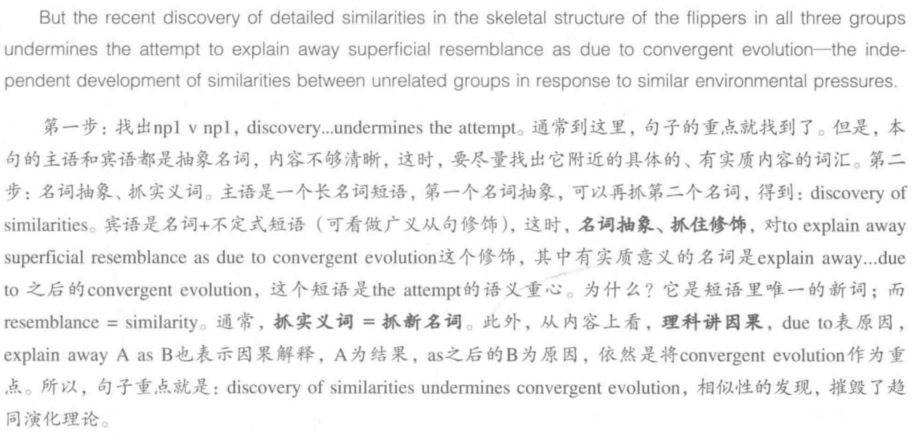 But the recent discovery of detailed similarities in the skeletal structure of the flippers in all three groups
undermines the attempt to explain away superficial resemblance as due to convergent evolution—the inde-
pendent development of similarities between unrelated groups in response to similar environmental pressures.
第一步：找出np1 v np1, discovery...undermines the attempt。通常到这里，句子的重点就找到了。但是，本
句的主语和宾语都是抽象名词，内容不够清晰，这时，要尽量找出它附近的具体的、有实质内容的词汇。第二
步：名词抽象、抓实义词。主语是一个长名词短语，第一个名词抽象，可以再抓第二个名词，得到：discovery of
similarities。宾语是名词+不定式短语（可看做广义从句修饰），这时，名词抽象、抓住修饰，对to explain away
superficial resemblance as due to convergent evolution这个修饰，其中有实质意义的名词是explain away...due
to 之后的convergent evolution，这个短语是the attempt的语义重心。为什么？它是短语里唯一的新词；而
resemblance = similarity。通常，抓实义词 = 抓新名词。此外，从内容上看，理科讲因果，due to表原因，
explain away A as B也表示因果解释，A为结果，as之后的B为原因，依然是将convergent evolution作为重
点。所以，句子重点就是：discovery of similarities undermines convergent evolution，相似性的发现，摧毁了趋
同演化理论。